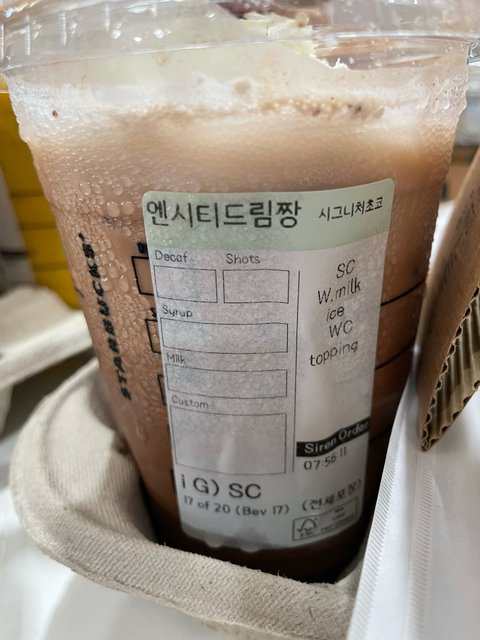 엔시티드림짱 시그니처초코
Decaf Shots
Syrup
Milk
Custom
SC
W.milk
ice
WC
topping
Siren Order
07:56:11
i G) SC
17 of 20 (Bev 17) (전체포장)
FSC
STARBUCKS